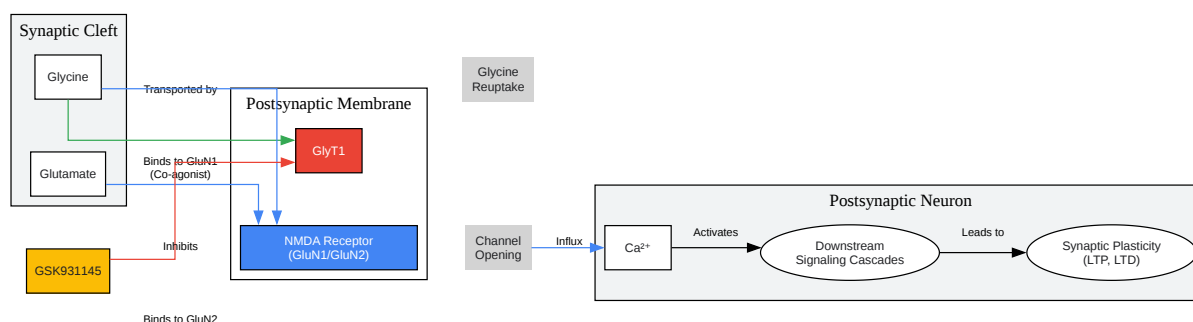 Synaptic Cleft
Glycine
Transported by
Postsynaptic Membrane
GlyT1
Binds to GluN1
(Co-agonist)
Glutamate
NMDA Receptor
(GluN1/GluN2)
Inhibits
GSK931145
Binds to GluN2
Glycine
Reuptake
Channel
Opening
Influx
Postsynaptic Neuron
Ca²⁺
Activates
Downstream
Signaling Cascades
Leads to
Synaptic Plasticity
(LTP, LTD)